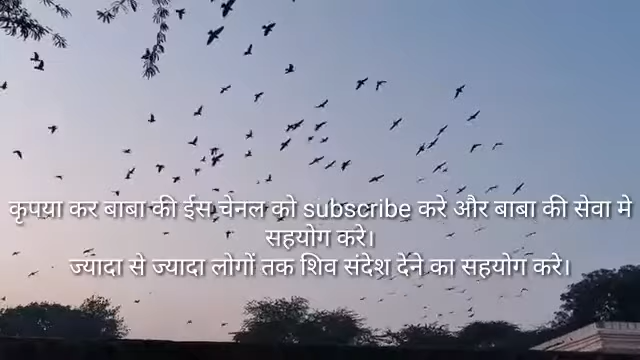 कृपया कर बाबा की ईस चेनल को subscribe करे और बाबा की सेवा मे
सहयोग करे।
ज्यादा से ज्यादा लोगों तक शिव संदेश देने का सहयोग करे।